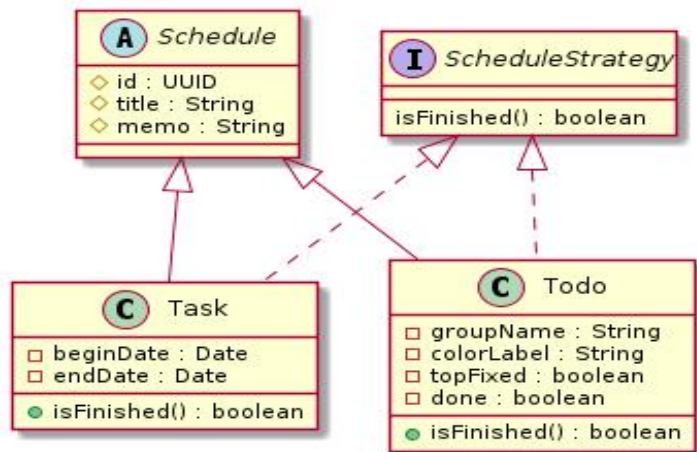 A Schedule
id : UUID
title : String
memo : String
I ScheduleStrategy
isFinished() : boolean
C Task
beginDate : Date
endDate : Date
isFinished() : boolean
C Todo
groupName : String
colorLabel : String
topFixed : boolean
done : boolean
isFinished() : boolean